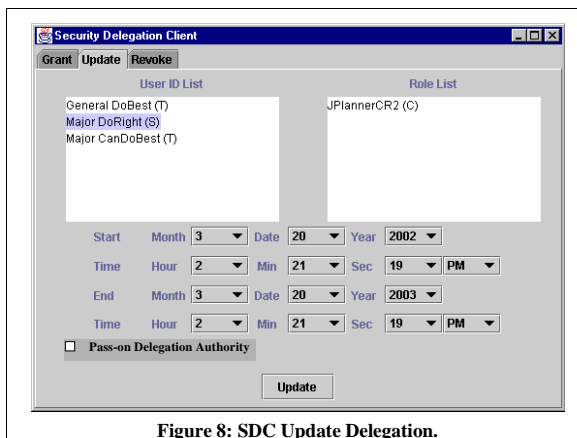 Security Delegation Client
Grant Update Revoke
User ID List Role List
General DoBest (T) JPlannerCR2 (C)
Major DoRight (S)
Major CanDoBest (T)
Start Month 3 Date 20 Year 2002
Time Hour 2 Min 21 Sec 19 PM
End Month 3 Date 20 Year 2003
Time Hour 2 Min 21 Sec 19 PM
Pass-on Delegation Authority
Update
Figure 8: SDC Update Delegation.